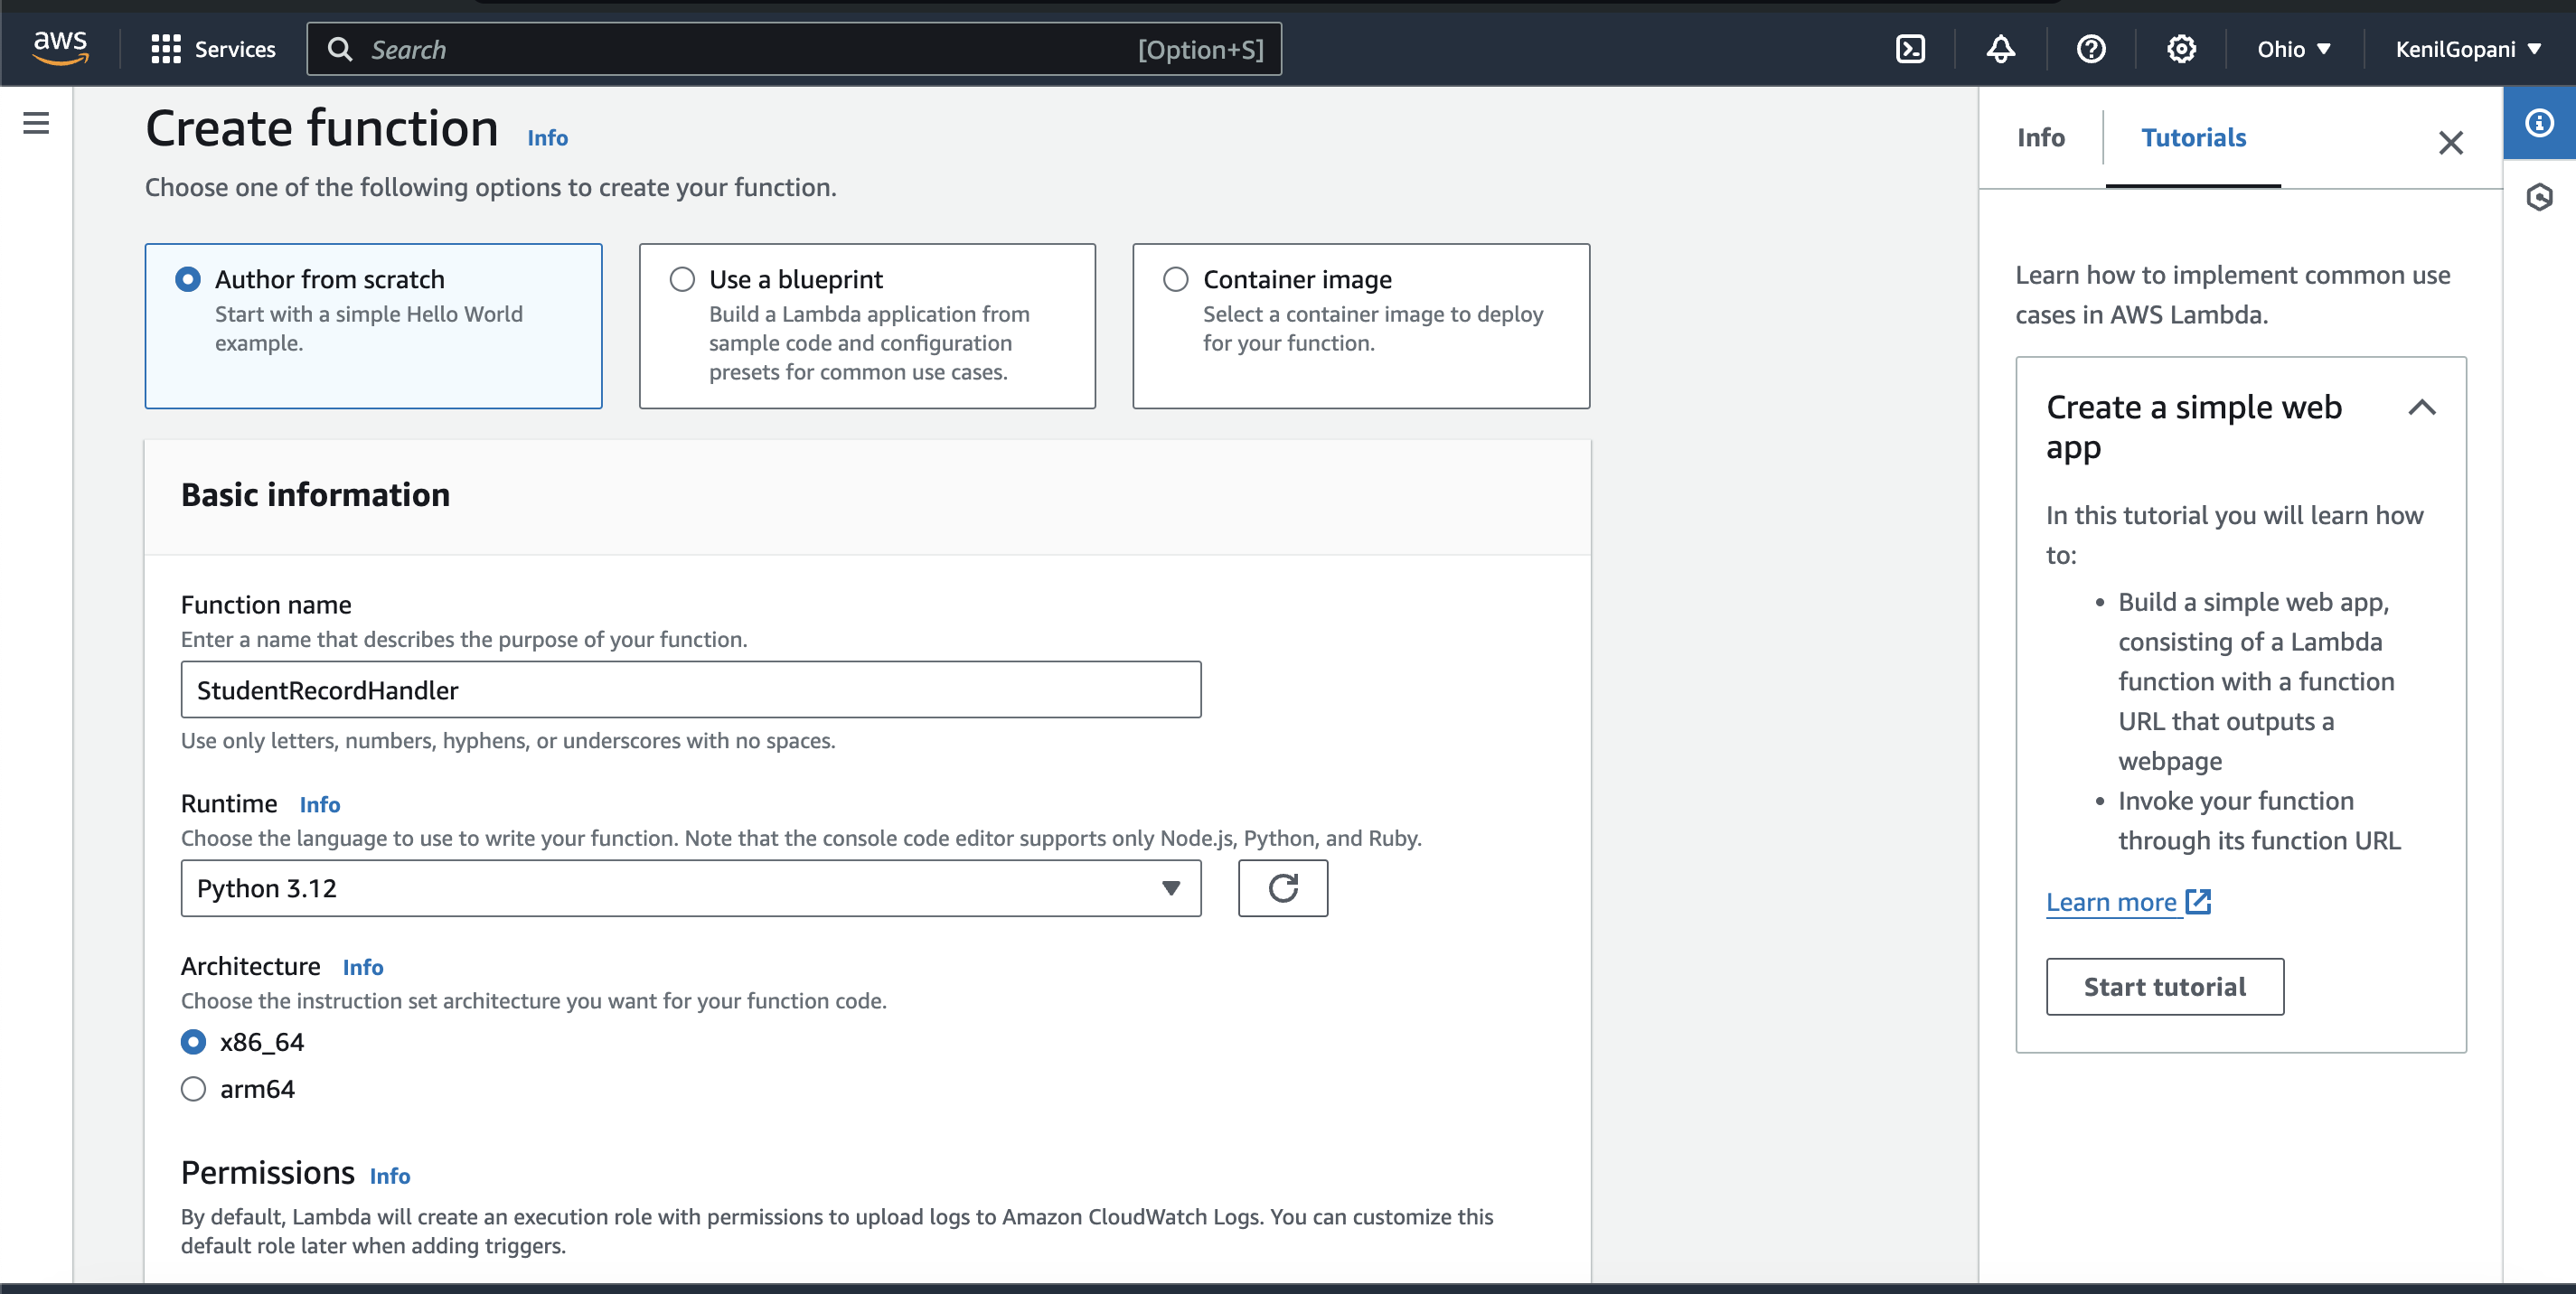 aws
Services
Search
[Option+S]
Ohio
KenilGopani
Create function Info
Choose one of the following options to create your function.
Author from scratch
Start with a simple Hello World
example.
Use a blueprint
Build a Lambda application from
sample code and configuration
presets for common use cases.
Container image
Select a container image to deploy
for your function.
Basic information
Function name
Enter a name that describes the purpose of your function.
StudentRecordHandler
Use only letters, numbers, hyphens, or underscores with no spaces.
Runtime Info
Choose the language to use to write your function. Note that the console code editor supports only Node.js, Python, and Ruby.
Python 3.12
Architecture Info
Choose the instruction set architecture you want for your function code.
x86_64
arm64
Permissions Info
By default, Lambda will create an execution role with permissions to upload logs to Amazon CloudWatch Logs. You can customize this
default role later when adding triggers.
Info
Tutorials
Learn how to implement common use
cases in AWS Lambda.
Create a simple web
app
In this tutorial you will learn how
to:
• Build a simple web app,
consisting of a Lambda
function with a function
URL that outputs a
webpage
• Invoke your function
through its function URL
Learn more
Start tutorial